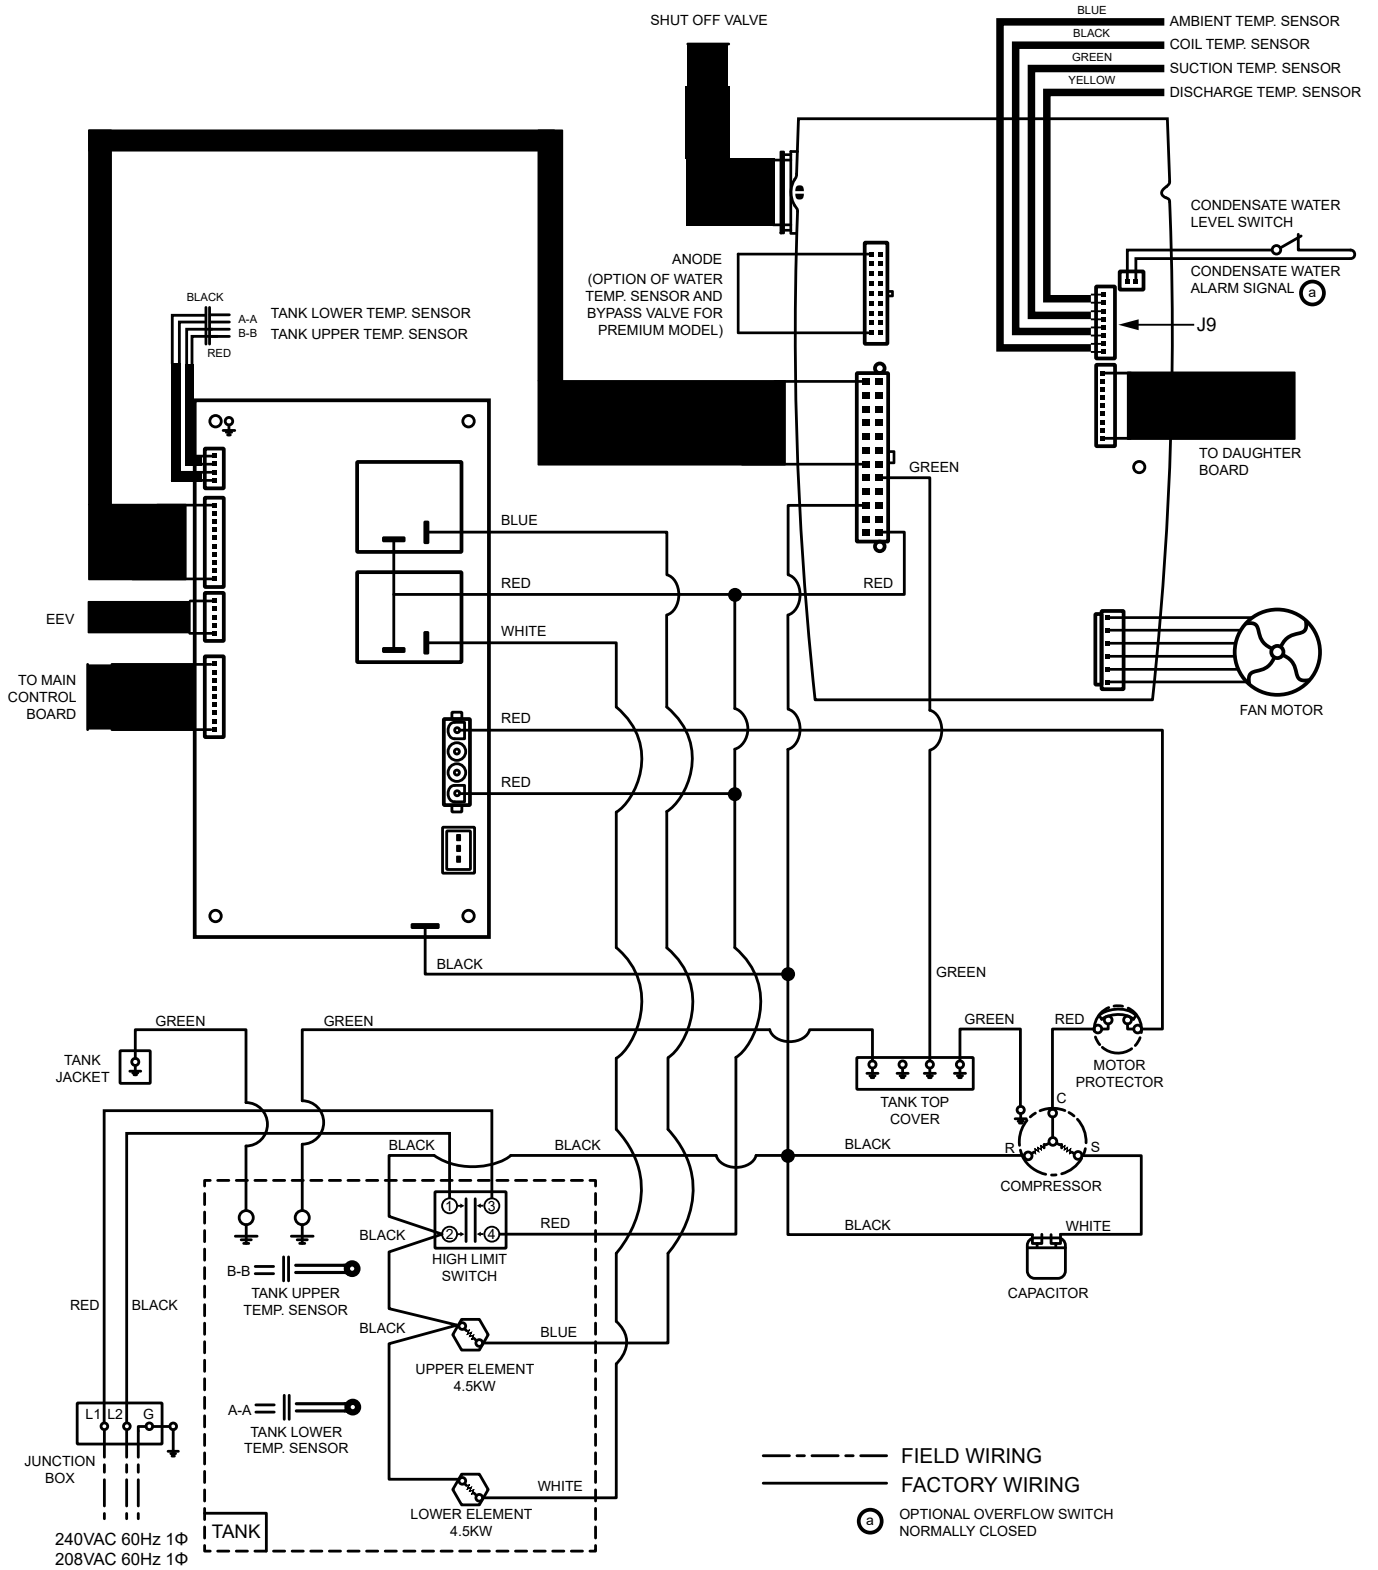 SHUT OFF VALVE
BLUE
AMBIENT TEMP. SENSOR
BLACK
COIL TEMP. SENSOR
GREEN
SUCTION TEMP. SENSOR
YELLOW
DISCHARGE TEMP. SENSOR
CONDENSATE WATER
LEVEL SWITCH
CONDENSATE WATER
ALARM SIGNAL a
J9
ANODE
(OPTION OF WATER
TEMP. SENSOR AND
BYPASS VALVE FOR
PREMIUM MODEL)
BLACK
A-A
TANK LOWER TEMP. SENSOR
B-B
TANK UPPER TEMP. SENSOR
RED
TO DAUGHTER
BOARD
GREEN
BLUE
RED
RED
WHITE
EEV
TO MAIN
CONTROL
BOARD
FAN MOTOR
RED
RED
BLACK
GREEN
GREEN
GREEN
GREEN
RED
TANK
JACKET
MOTOR
PROTECTOR
TANK TOP
COVER
C
R
S
COMPRESSOR
BLACK
BLACK
BLACK
1
3
2
4
BLACK
RED
BLACK
WHITE
HIGH LIMIT
SWITCH
CAPACITOR
B-B
TANK UPPER
TEMP. SENSOR
RED
BLACK
BLACK
BLUE
UPPER ELEMENT
4.5KW
A-A
TANK LOWER
TEMP. SENSOR
L1 L2 G
JUNCTION
BOX
WHITE
LOWER ELEMENT
4.5KW
TANK
240VAC 60Hz 1Φ
208VAC 60Hz 1Φ
FIELD WIRING
FACTORY WIRING
a
OPTIONAL OVERFLOW SWITCH
NORMALLY CLOSED